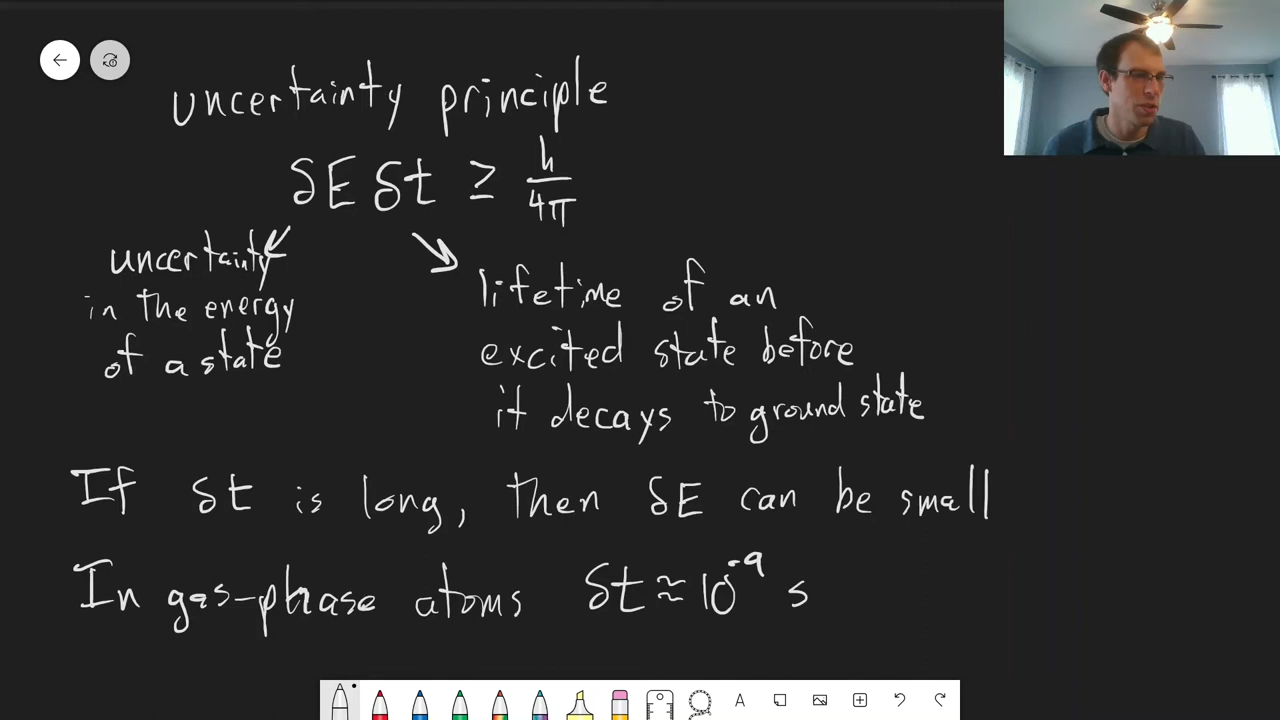 uncertainty principle
δE δt ≥ h/4π
uncertainty
in the energy
of a state
lifetime of an
excited state before
it decays to ground state
If δt is long, then δE can be small
In gas-phase atoms δt ≈ 10⁻⁹ s
A